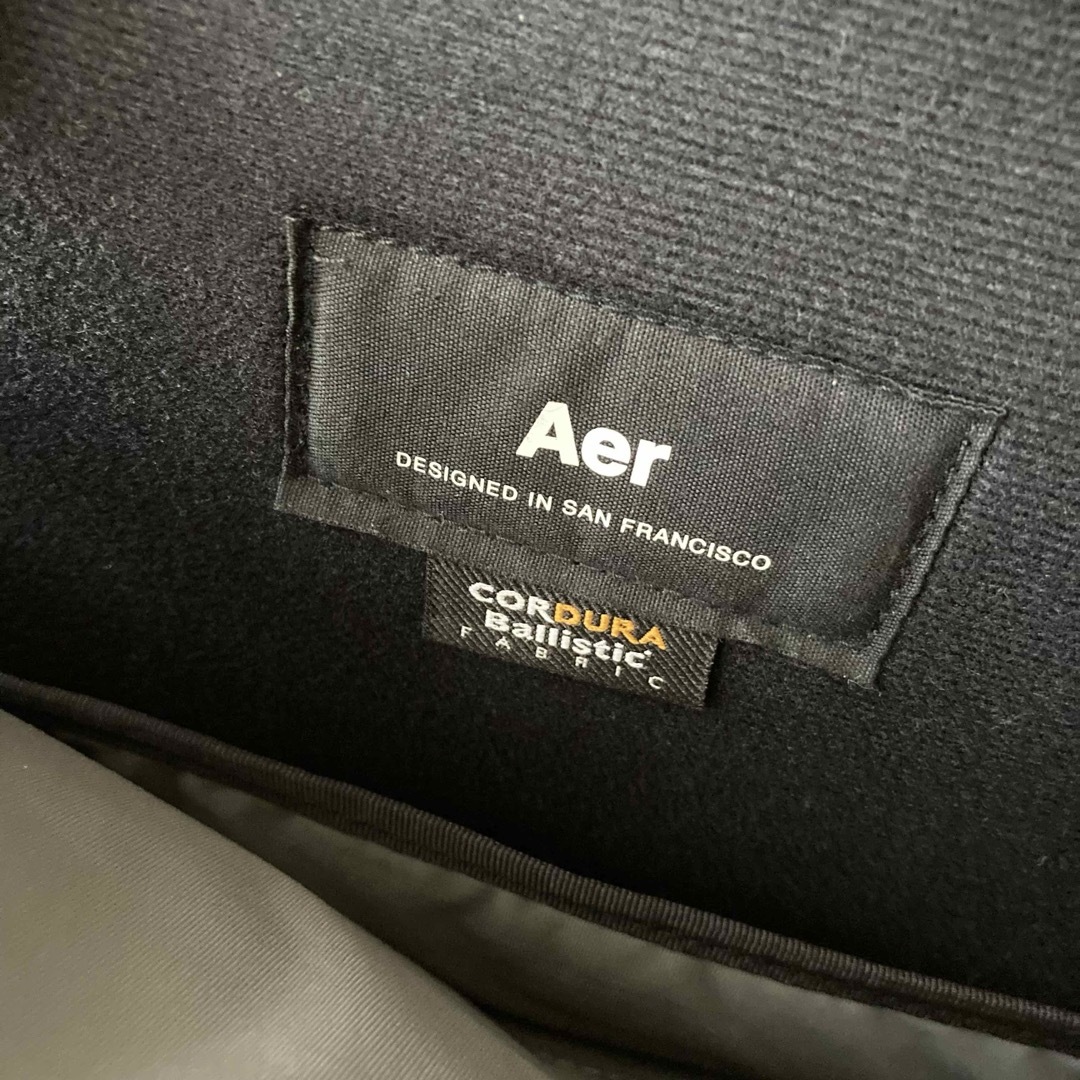 Aer
DESIGNED IN SAN FRANCISCO
CORDURA
Ballistic®
FABRIC